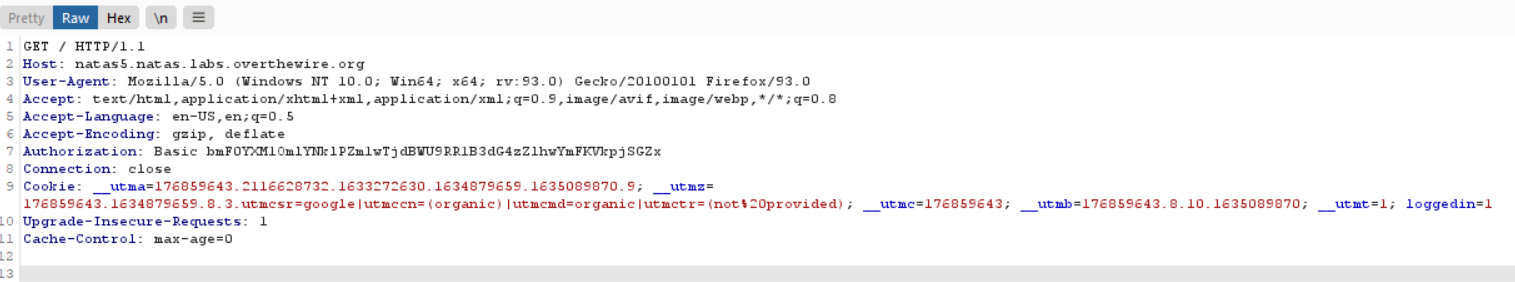 Pretty Raw Hex \n
1 GET / HTTP/1.1
2 Host: natas5.natas.labs.overthewire.org
3 User-Agent: Mozilla/5.0 (Windows NT 10.0; Win64; x64; rv:93.0) Gecko/20100101 Firefox/93.0
4 Accept: text/html,application/xhtml+xml,application/xml;q=0.9,image/avif,image/webp,*/*;q=0.8
5 Accept-Language: en-US,en;q=0.5
6 Accept-Encoding: gzip, deflate
7 Authorization: Basic
8 Connection: close
9 Cookie: __utma=176859643.2116628732.1633272630.1634879659.1635089870.9; __utmz=
176859643.1634879659.8.3.utmcsr=google|utmccn=(organic)|utmcmd=organic|utmctr=(not%20provided); __utmc=176859643; __utmb=176859643.8.10.1635089870; __utmt=1; loggedin=1
10 Upgrade-Insecure-Requests: 1
11 Cache-Control: max-age=0
12
13